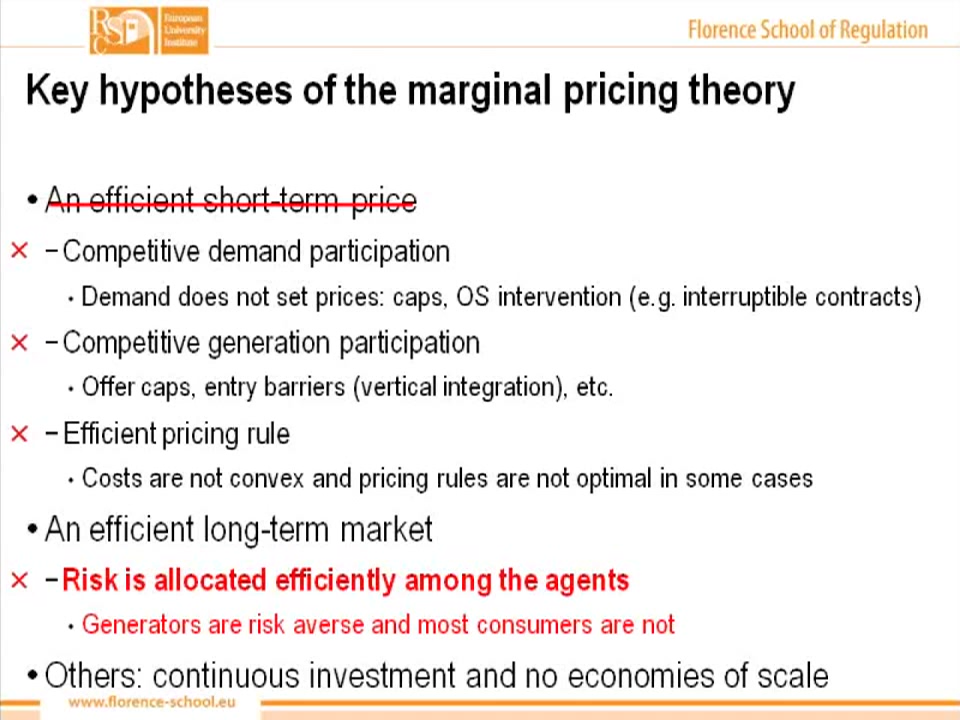 RSC
European
University
Institute
Florence School of Regulation
Key hypotheses of the marginal pricing theory
• An efficient short-term price
× – Competitive demand participation
• Demand does not set prices: caps, OS intervention (e.g. interruptible contracts)
× – Competitive generation participation
• Offer caps, entry barriers (vertical integration), etc.
× – Efficient pricing rule
• Costs are not convex and pricing rules are not optimal in some cases
• An efficient long-term market
× – Risk is allocated efficiently among the agents
• Generators are risk averse and most consumers are not
• Others: continuous investment and no economies of scale
www.florence-school.eu